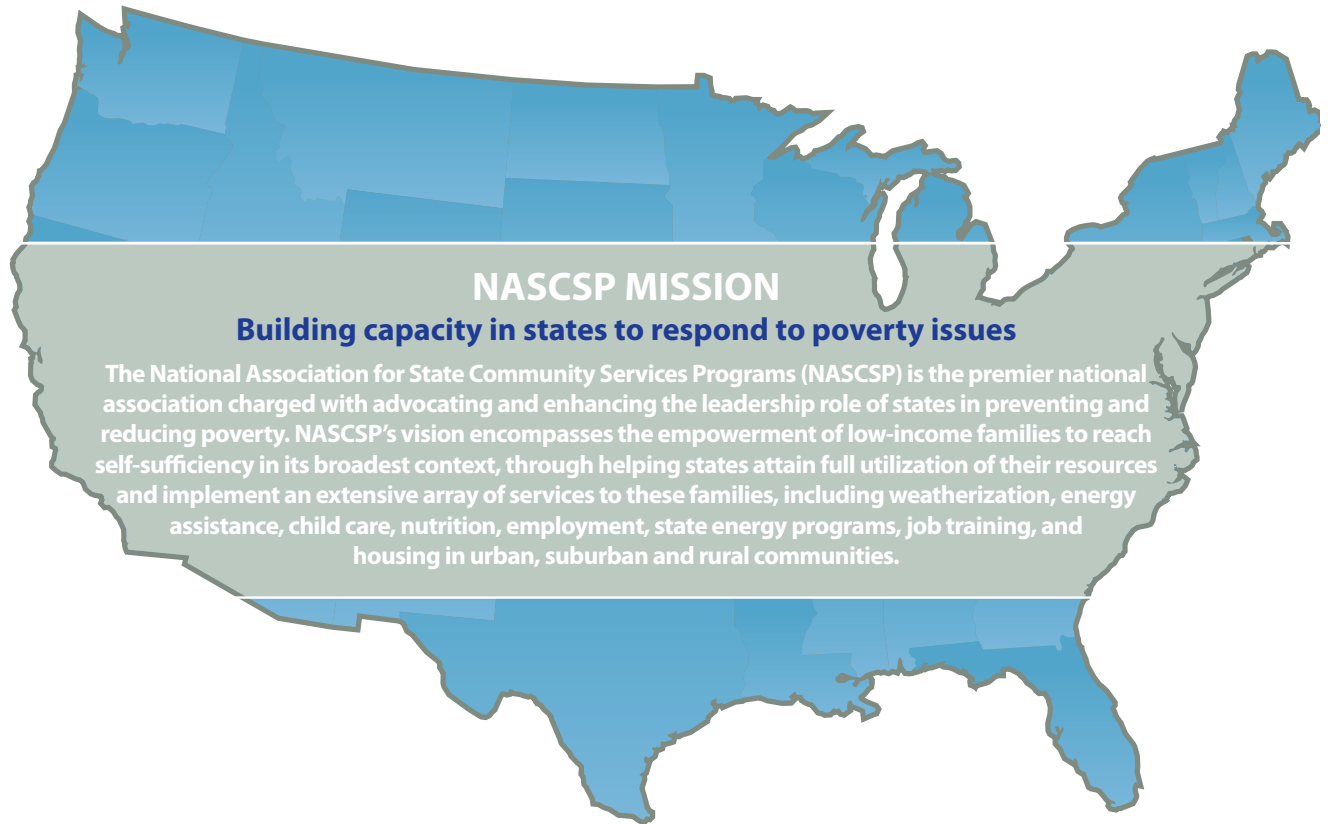 NASCSP MISSION
Building capacity in states to respond to poverty issues
The National Association for State Community Services Programs (NASCSP) is the premier national
association charged with advocating and enhancing the leadership role of states in preventing and
reducing poverty. NASCSP’s vision encompasses the empowerment of low-income families to reach
self-sufficiency in its broadest context, through helping states attain full utilization of their resources
and implement an extensive array of services to these families, including weatherization, energy
assistance, child care, nutrition, employment, state energy programs, job training, and
housing in urban, suburban and rural communities.